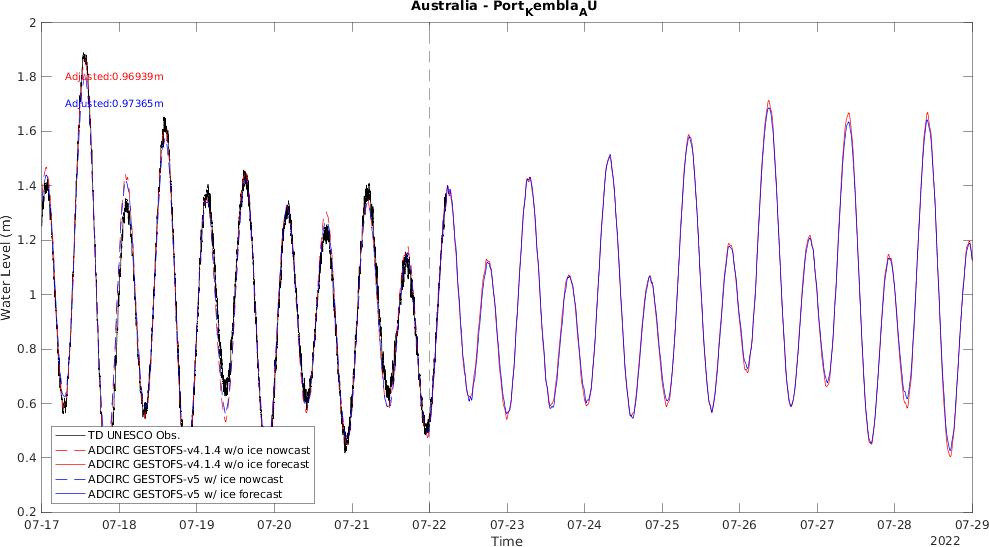 Australia - PortKemblaAU
2
1.8
1.6
1.4
1.2
1
0.8
0.6
0.4
0.2
Water Level (m)
Adjusted:0.96939m
Adjusted:0.97365m
TD UNESCO Obs.
ADCIRC GESTOFS-v4.1.4 w/o ice nowcast
ADCIRC GESTOFS-v4.1.4 w/o ice forecast
ADCIRC GESTOFS-v5 w/ ice nowcast
ADCIRC GESTOFS-v5 w/ ice forecast
07-17 07-18 07-19 07-20 07-21 07-22 07-23 07-24 07-25 07-26 07-27 07-28 07-29
Time
2022